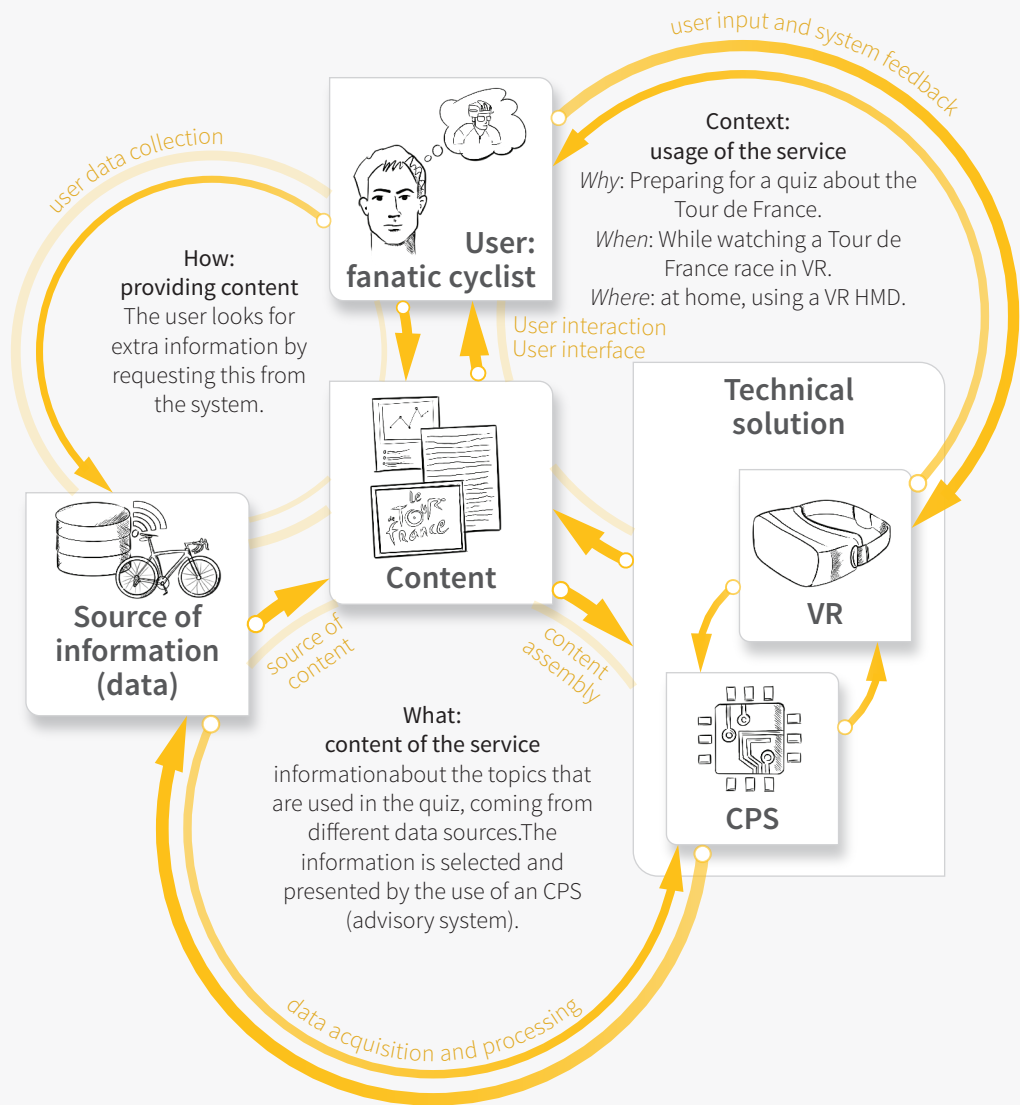 user input and system feedback
user data collection
User:
fanatic cyclist
Context:
usage of the service
Why: Preparing for a quiz about the
Tour de France.
When: While watching a Tour de
France race in VR.
Where: at home, using a VR HMD.
How:
providing content
The user looks for
extra information by
requesting this from
the system.
User interaction
User interface
Technical
solution
le
Tour
de
france
Content
VR
Source of
information
(data)
source of
content
content
assembly
CPS
What:
content of the service
informationabout the topics that
are used in the quiz, coming from
different data sources.The
information is selected and
presented by the use of an CPS
(advisory system).
data acquisition and processing